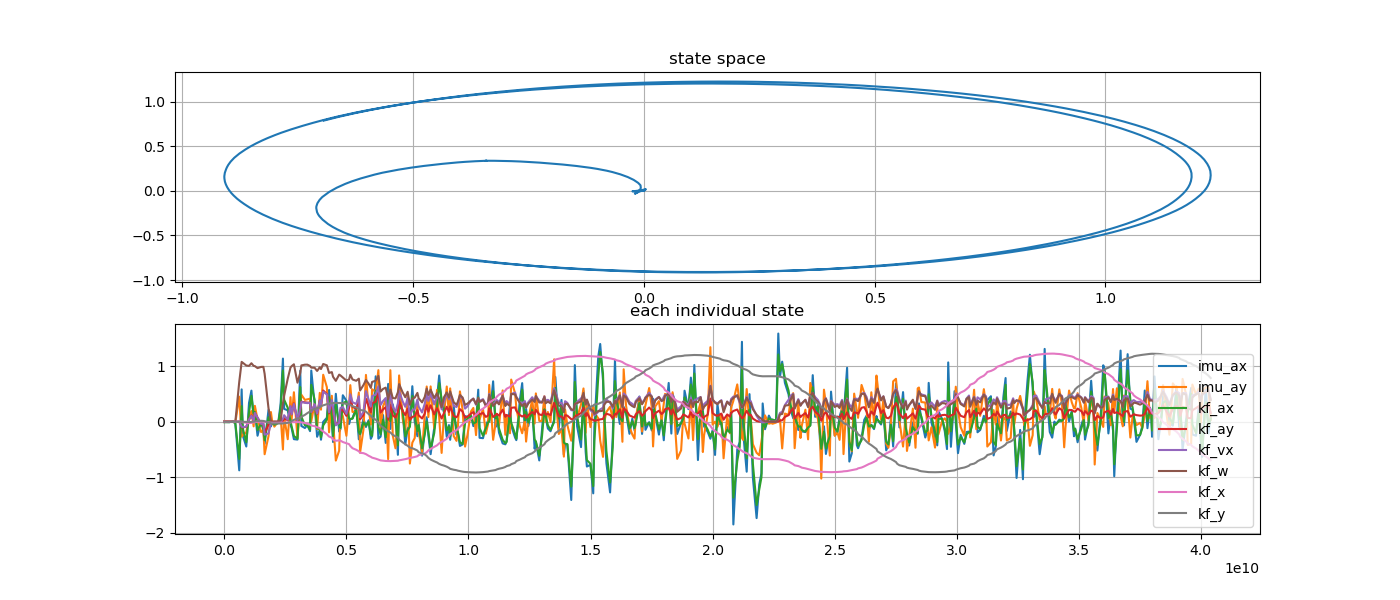 state space
1.0
0.5
0.0
−0.5
−1.0
−1.0 −0.5 0.0 0.5 1.0
each individual state
1
0
−1
−2
imu_ax
imu_ay
kf_ax
kf_ay
kf_vx
kf_w
kf_x
kf_y
0.0 0.5 1.0 1.5 2.0 2.5 3.0 3.5 4.0
1e10